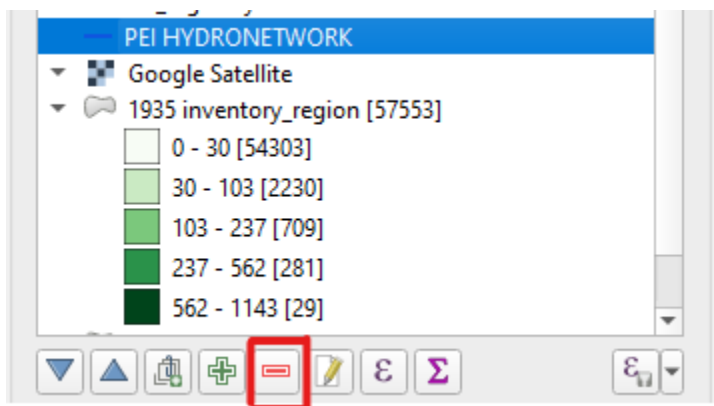 PEI HYDRONETWORK
Google Satellite
1935 inventory_region [57553]
0 - 30 [54303]
30 - 103 [2230]
103 - 237 [709]
237 - 562 [281]
562 - 1143 [29]
ε Σ ε